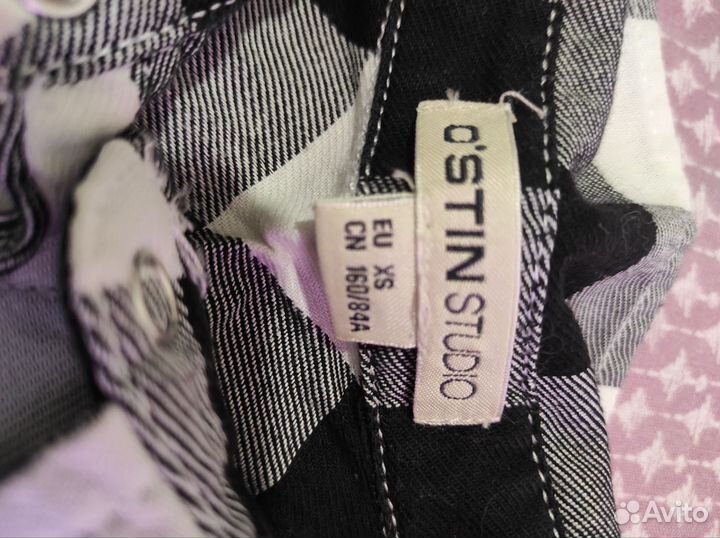 O'STIN STUDIO
EU XS
CN 160/84A
Avito